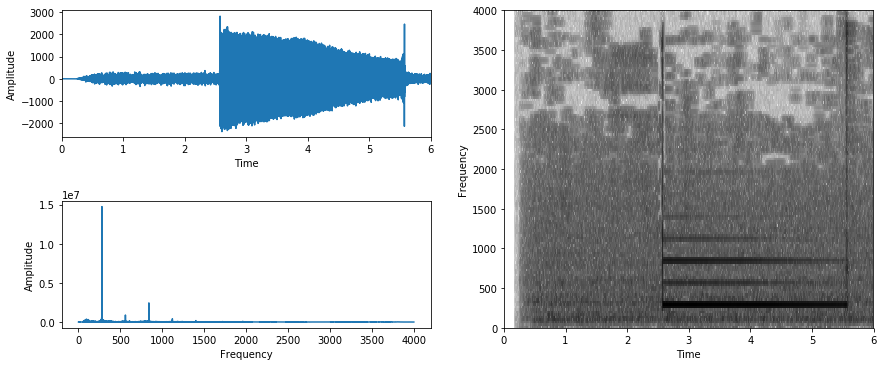 3000
2000
1000
0
−1000
−2000
Amplitude
0 1 2 3 4 5 6
Time
1e7
1.5
1.0
0.5
0.0
Amplitude
0 500 1000 1500 2000 2500 3000 3500 4000
Frequency
4000
3500
3000
2500
2000
1500
1000
500
0
Frequency
0 1 2 3 4 5 6
Time